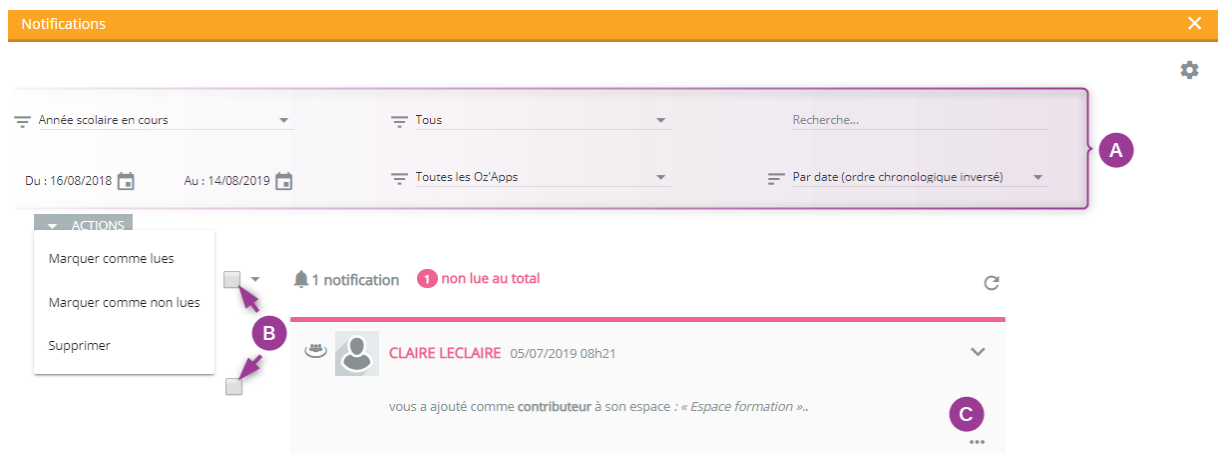 Notifications
Année scolaire en cours
Tous
Recherche...
A
Du : 16/08/2018
Au : 14/08/2019
Toutes les Oz'Apps
Par date (ordre chronologique inversé)
ACTIONS
Marquer comme lues
Marquer comme non lues
Supprimer
1 notification
1 non lue au total
B
CLAIRE LECLAIRE 05/07/2019 08h21
vous a ajouté comme contributeur à son espace : « Espace formation »..
C